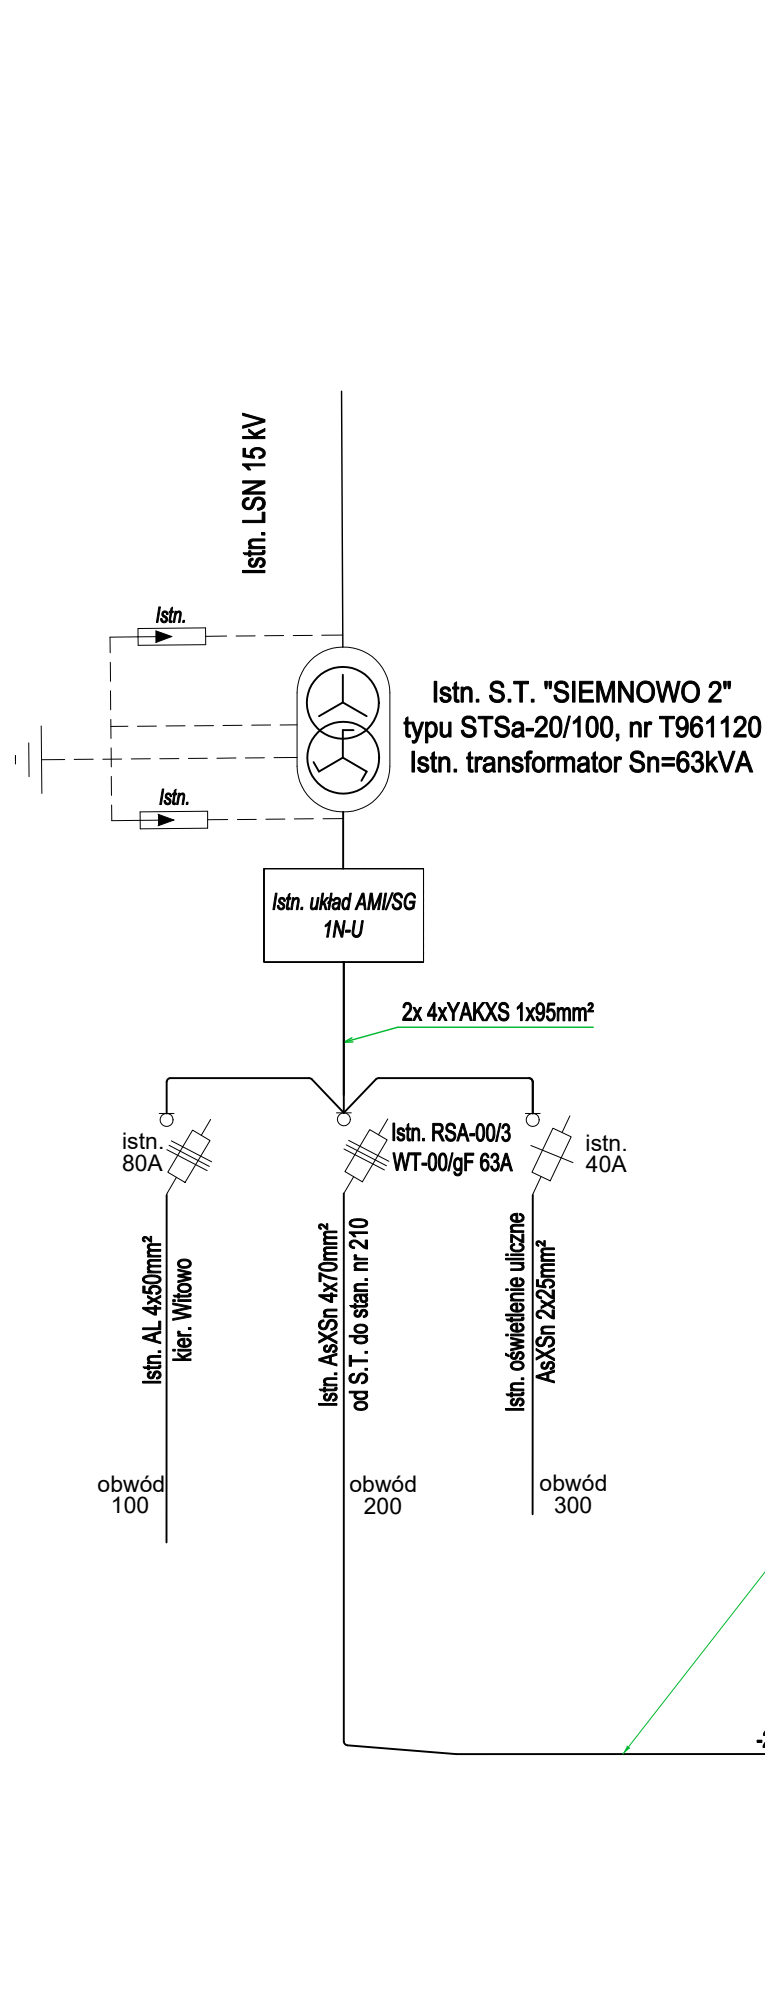 Istn. LSN 15 kV
Istn.
Istn. S.T. "SIEMNOWO 2"
typu STSa-20/100, nr T961120
Istn. transformator Sn=63kVA
Istn.
Istn. układ AMI/SG
1N-U
2x 4xYAKXS 1x95mm²
istn.
80A
Istn. RSA-00/3
WT-00/gF 63A
istn.
40A
Istn. AL 4x50mm²
kier. Witowo
Istn. AsXSn 4x70mm²
od S.T. do stan. nr 210
Istn. oświetlenie uliczne
AsXSn 2x25mm²
obwód
100
obwód
200
obwód
300